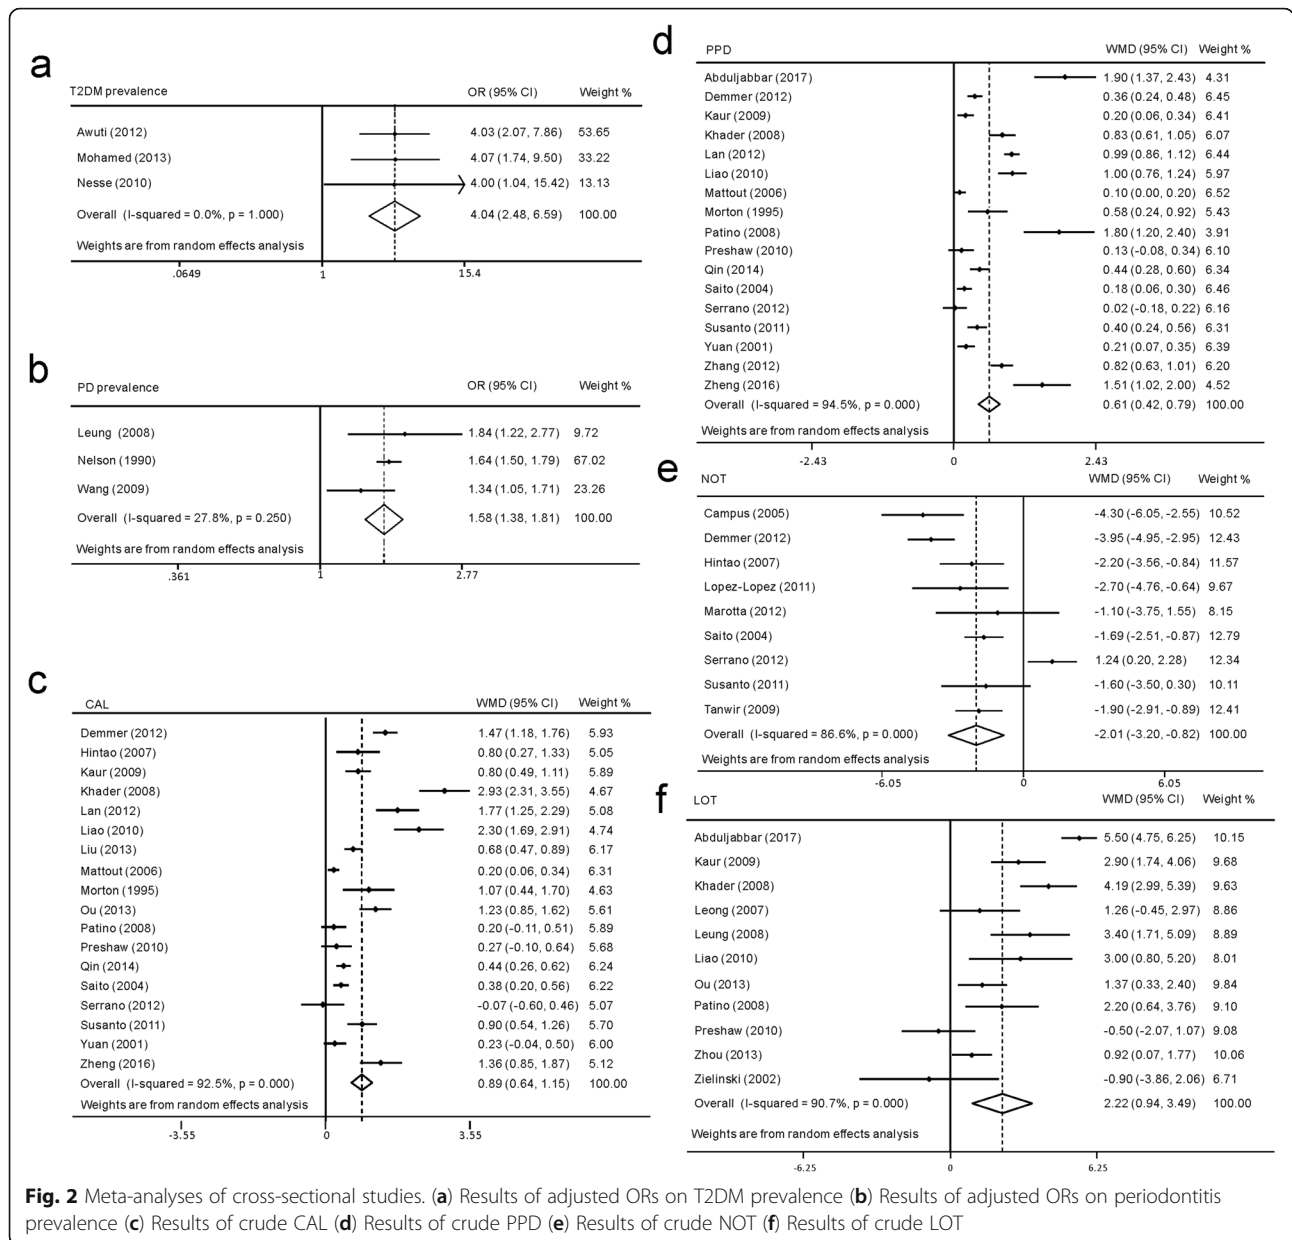 a
T2DM prevalence OR (95% CI) Weight %
Awuti (2012) 4.03 (2.07, 7.86) 53.65
Mohamed (2013) 4.07 (1.74, 9.50) 33.22
Nesse (2010) 4.00 (1.04, 15.42) 13.13
Overall (I-squared = 0.0%, p = 1.000) 4.04 (2.48, 6.59) 100.00
Weights are from random effects analysis
.0649 1 15.4
b
PD prevalence OR (95% CI) Weight %
Leung (2008) 1.84 (1.22, 2.77) 9.72
Nelson (1990) 1.64 (1.50, 1.79) 67.02
Wang (2009) 1.34 (1.05, 1.71) 23.26
Overall (I-squared = 27.8%, p = 0.250) 1.58 (1.38, 1.81) 100.00
Weights are from random effects analysis
.361 1 2.77
c
CAL WMD (95% CI) Weight %
Demmer (2012) 1.47 (1.18, 1.76) 5.93
Hintao (2007) 0.80 (0.27, 1.33) 5.05
Kaur (2009) 0.80 (0.49, 1.11) 5.89
Khader (2008) 2.93 (2.31, 3.55) 4.67
Lan (2012) 1.77 (1.25, 2.29) 5.08
Liao (2010) 2.30 (1.69, 2.91) 4.74
Liu (2013) 0.68 (0.47, 0.89) 6.17
Mattout (2006) 0.20 (0.06, 0.34) 6.31
Morton (1995) 1.07 (0.44, 1.70) 4.63
Ou (2013) 1.23 (0.85, 1.62) 5.61
Patino (2008) 0.20 (-0.11, 0.51) 5.89
Preshaw (2010) 0.27 (-0.10, 0.64) 5.68
Qin (2014) 0.44 (0.26, 0.62) 6.24
Saito (2004) 0.38 (0.20, 0.56) 6.22
Serrano (2012) -0.07 (-0.60, 0.46) 5.07
Susanto (2011) 0.90 (0.54, 1.26) 5.70
Yuan (2001) 0.23 (-0.04, 0.50) 6.00
Zheng (2016) 1.36 (0.85, 1.87) 5.12
Overall (I-squared = 92.5%, p = 0.000) 0.89 (0.64, 1.15) 100.00
Weights are from random effects analysis
-3.55 0 3.55
d
PPD WMD (95% CI) Weight %
Abduljabbar (2017) 1.90 (1.37, 2.43) 4.31
Demmer (2012) 0.36 (0.24, 0.48) 6.45
Kaur (2009) 0.20 (0.06, 0.34) 6.41
Khader (2008) 0.83 (0.61, 1.05) 6.07
Lan (2012) 0.99 (0.86, 1.12) 6.44
Liao (2010) 1.00 (0.76, 1.24) 5.97
Mattout (2006) 0.10 (0.00, 0.20) 6.52
Morton (1995) 0.58 (0.24, 0.92) 5.43
Patino (2008) 1.80 (1.20, 2.40) 3.91
Preshaw (2010) 0.13 (-0.08, 0.34) 6.10
Qin (2014) 0.44 (0.28, 0.60) 6.34
Saito (2004) 0.18 (0.06, 0.30) 6.46
Serrano (2012) 0.02 (-0.18, 0.22) 6.16
Susanto (2011) 0.40 (0.24, 0.56) 6.31
Yuan (2001) 0.21 (0.07, 0.35) 6.39
Zhang (2012) 0.82 (0.63, 1.01) 6.20
Zheng (2016) 1.51 (1.02, 2.00) 4.52
Overall (I-squared = 94.5%, p = 0.000) 0.61 (0.42, 0.79) 100.00
Weights are from random effects analysis
-2.43 0 2.43
e
NOT WMD (95% CI) Weight %
Campus (2005) -4.30 (-6.05, -2.55) 10.52
Demmer (2012) -3.95 (-4.95, -2.95) 12.43
Hintao (2007) -2.20 (-3.56, -0.84) 11.57
Lopez-Lopez (2011) -2.70 (-4.76, -0.64) 9.67
Marotta (2012) -1.10 (-3.75, 1.55) 8.15
Saito (2004) -1.69 (-2.51, -0.87) 12.79
Serrano (2012) 1.24 (0.20, 2.28) 12.34
Susanto (2011) -1.60 (-3.50, 0.30) 10.11
Tanwir (2009) -1.90 (-2.91, -0.89) 12.41
Overall (I-squared = 86.6%, p = 0.000) -2.01 (-3.20, -0.82) 100.00
Weights are from random effects analysis
-6.05 0 6.05
f
LOT WMD (95% CI) Weight %
Abduljabbar (2017) 5.50 (4.75, 6.25) 10.15
Kaur (2009) 2.90 (1.74, 4.06) 9.68
Khader (2008) 4.19 (2.99, 5.39) 9.63
Leong (2007) 1.26 (-0.45, 2.97) 8.86
Leung (2008) 3.40 (1.71, 5.09) 8.89
Liao (2010) 3.00 (0.80, 5.20) 8.01
Ou (2013) 1.37 (0.33, 2.40) 9.84
Patino (2008) 2.20 (0.64, 3.76) 9.10
Preshaw (2010) -0.50 (-2.07, 1.07) 9.08
Zhou (2013) 0.92 (0.07, 1.77) 10.06
Zielinski (2002) -0.90 (-3.86, 2.06) 6.71
Overall (I-squared = 90.7%, p = 0.000) 2.22 (0.94, 3.49) 100.00
Weights are from random effects analysis
-6.25 0 6.25
Fig. 2 Meta-analyses of cross-sectional studies. (a) Results of adjusted ORs on T2DM prevalence (b) Results of adjusted ORs on periodontitis
prevalence (c) Results of crude CAL (d) Results of crude PPD (e) Results of crude NOT (f) Results of crude LOT